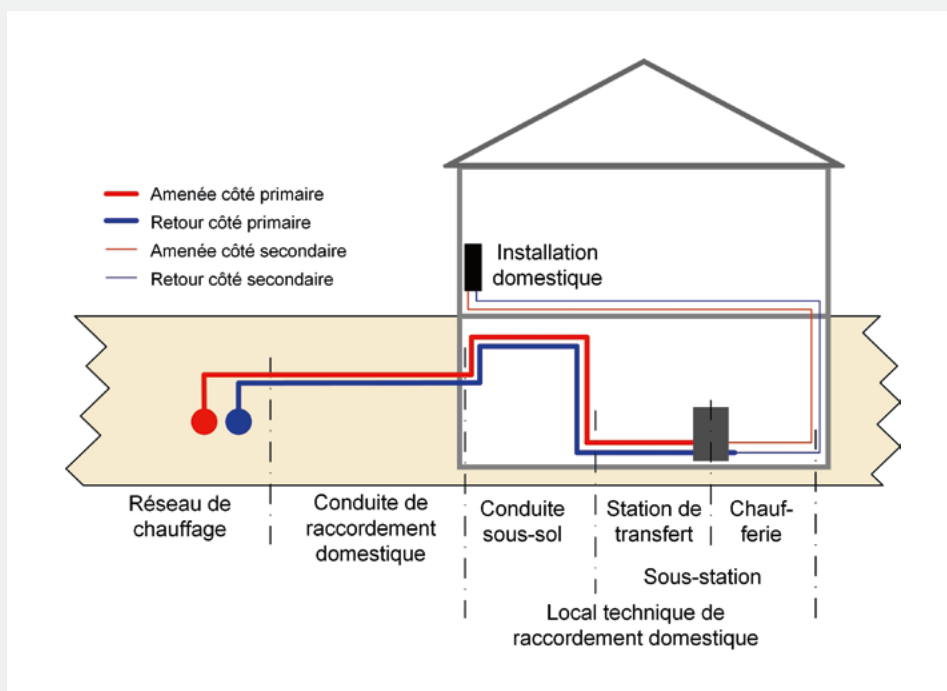 Amenée côté primaire
Retour côté primaire
Amenée côté secondaire
Retour côté secondaire
Installation
domestique
Réseau de
chauffage
Conduite de
raccordement
domestique
Conduite
sous-sol
Station de
transfert
Chauf-
ferie
Sous-station
Local technique de
raccordement domestique